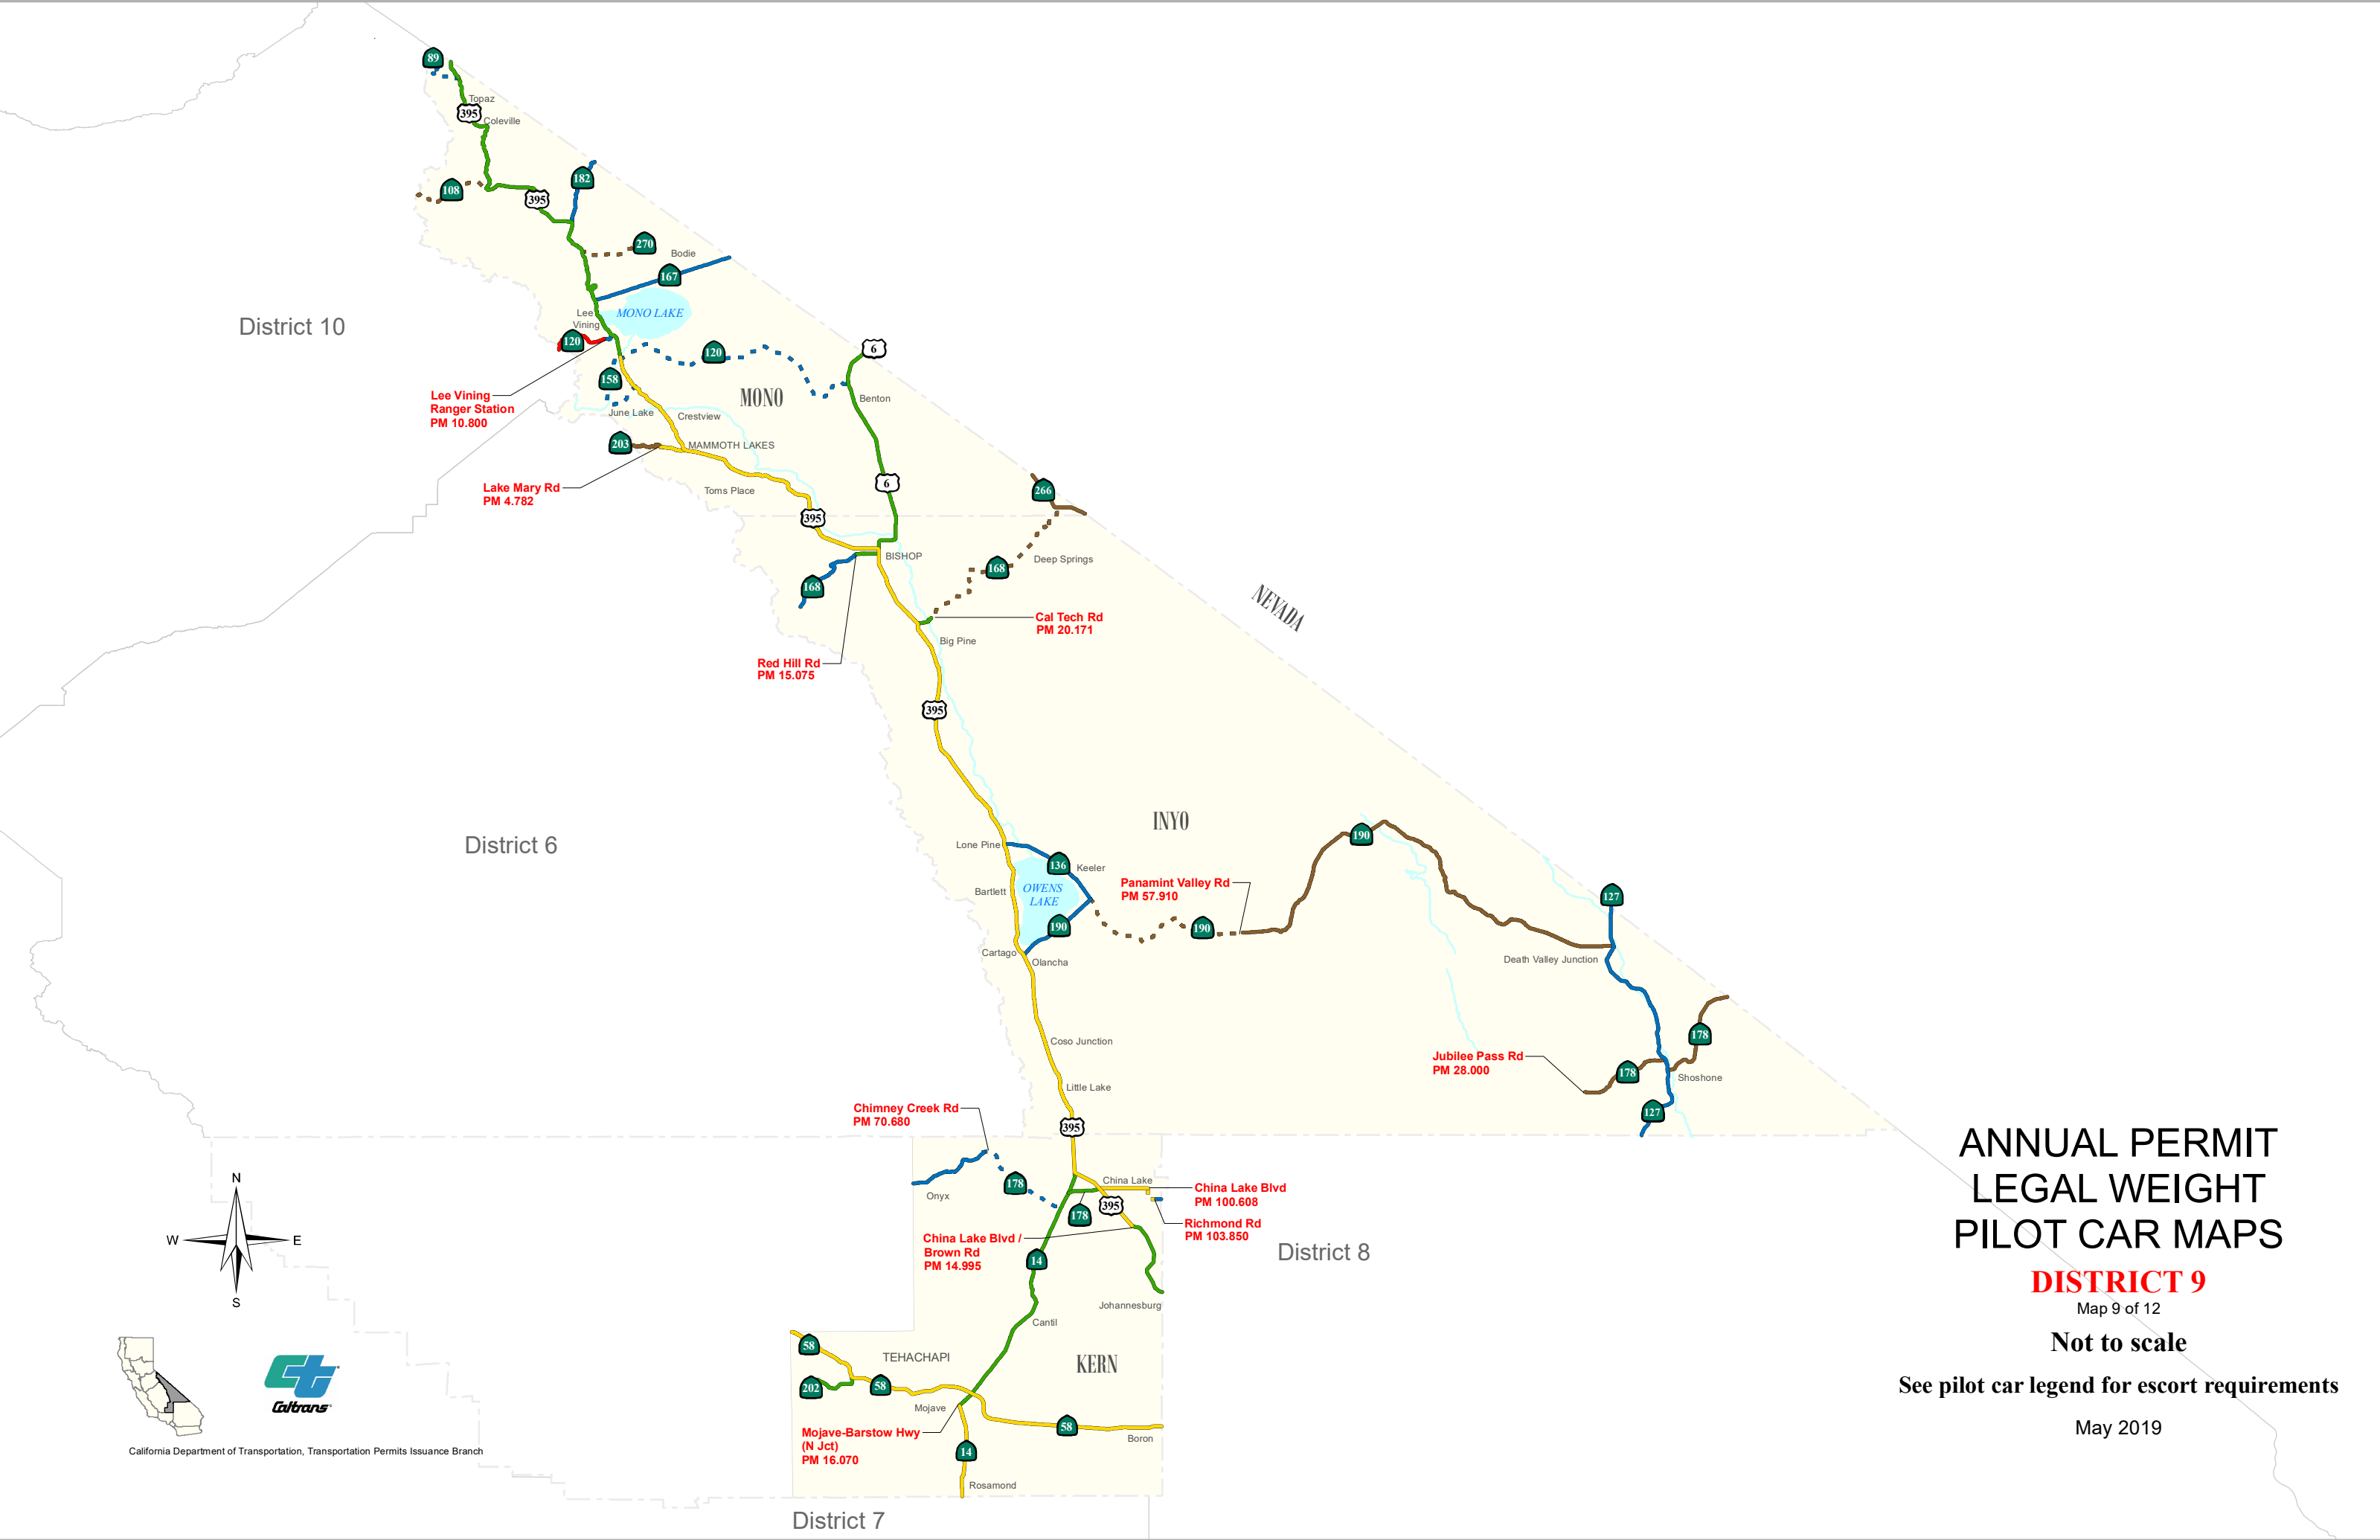 89
Topaz
395
Coleville
182
108
395
270
Bodie
167
District 10
MONO LAKE
Lee
Vining
120
120
6
158
Lee Vining
Ranger Station
PM 10.800
MONO
Benton
June Lake
Crestview
203
MAMMOTH LAKES
Lake Mary Rd
PM 4.782
Toms Place
6
266
395
BISHOP
Deep Springs
168
168
NEVADA
Cal Tech Rd
PM 20.171
Big Pine
Red Hill Rd
PM 15.075
395
INYO
190
District 6
Lone Pine
136
Keeler
Bartlett
OWENS
LAKE
Panamint Valley Rd
PM 57.910
127
190
190
Cartago
Olancha
Death Valley Junction
178
Coso Junction
Jubilee Pass Rd
PM 28.000
178
Shoshone
Little Lake
127
Chimney Creek Rd
PM 70.680
395
178
Onyx
China Lake
China Lake Blvd
PM 100.608
395
178
Richmond Rd
PM 103.850
China Lake Blvd /
Brown Rd
PM 14.995
14
District 8
Johannesburg
Cantil
58
TEHACHAPI
KERN
202
58
Mojave
58
Boron
Mojave-Barstow Hwy
(N Jct)
PM 16.070
14
Rosamond
District 7
N
W
E
S
Caltrans
California Department of Transportation, Transportation Permits Issuance Branch
ANNUAL PERMIT
LEGAL WEIGHT
PILOT CAR MAPS
DISTRICT 9
Map 9 of 12
Not to scale
See pilot car legend for escort requirements
May 2019